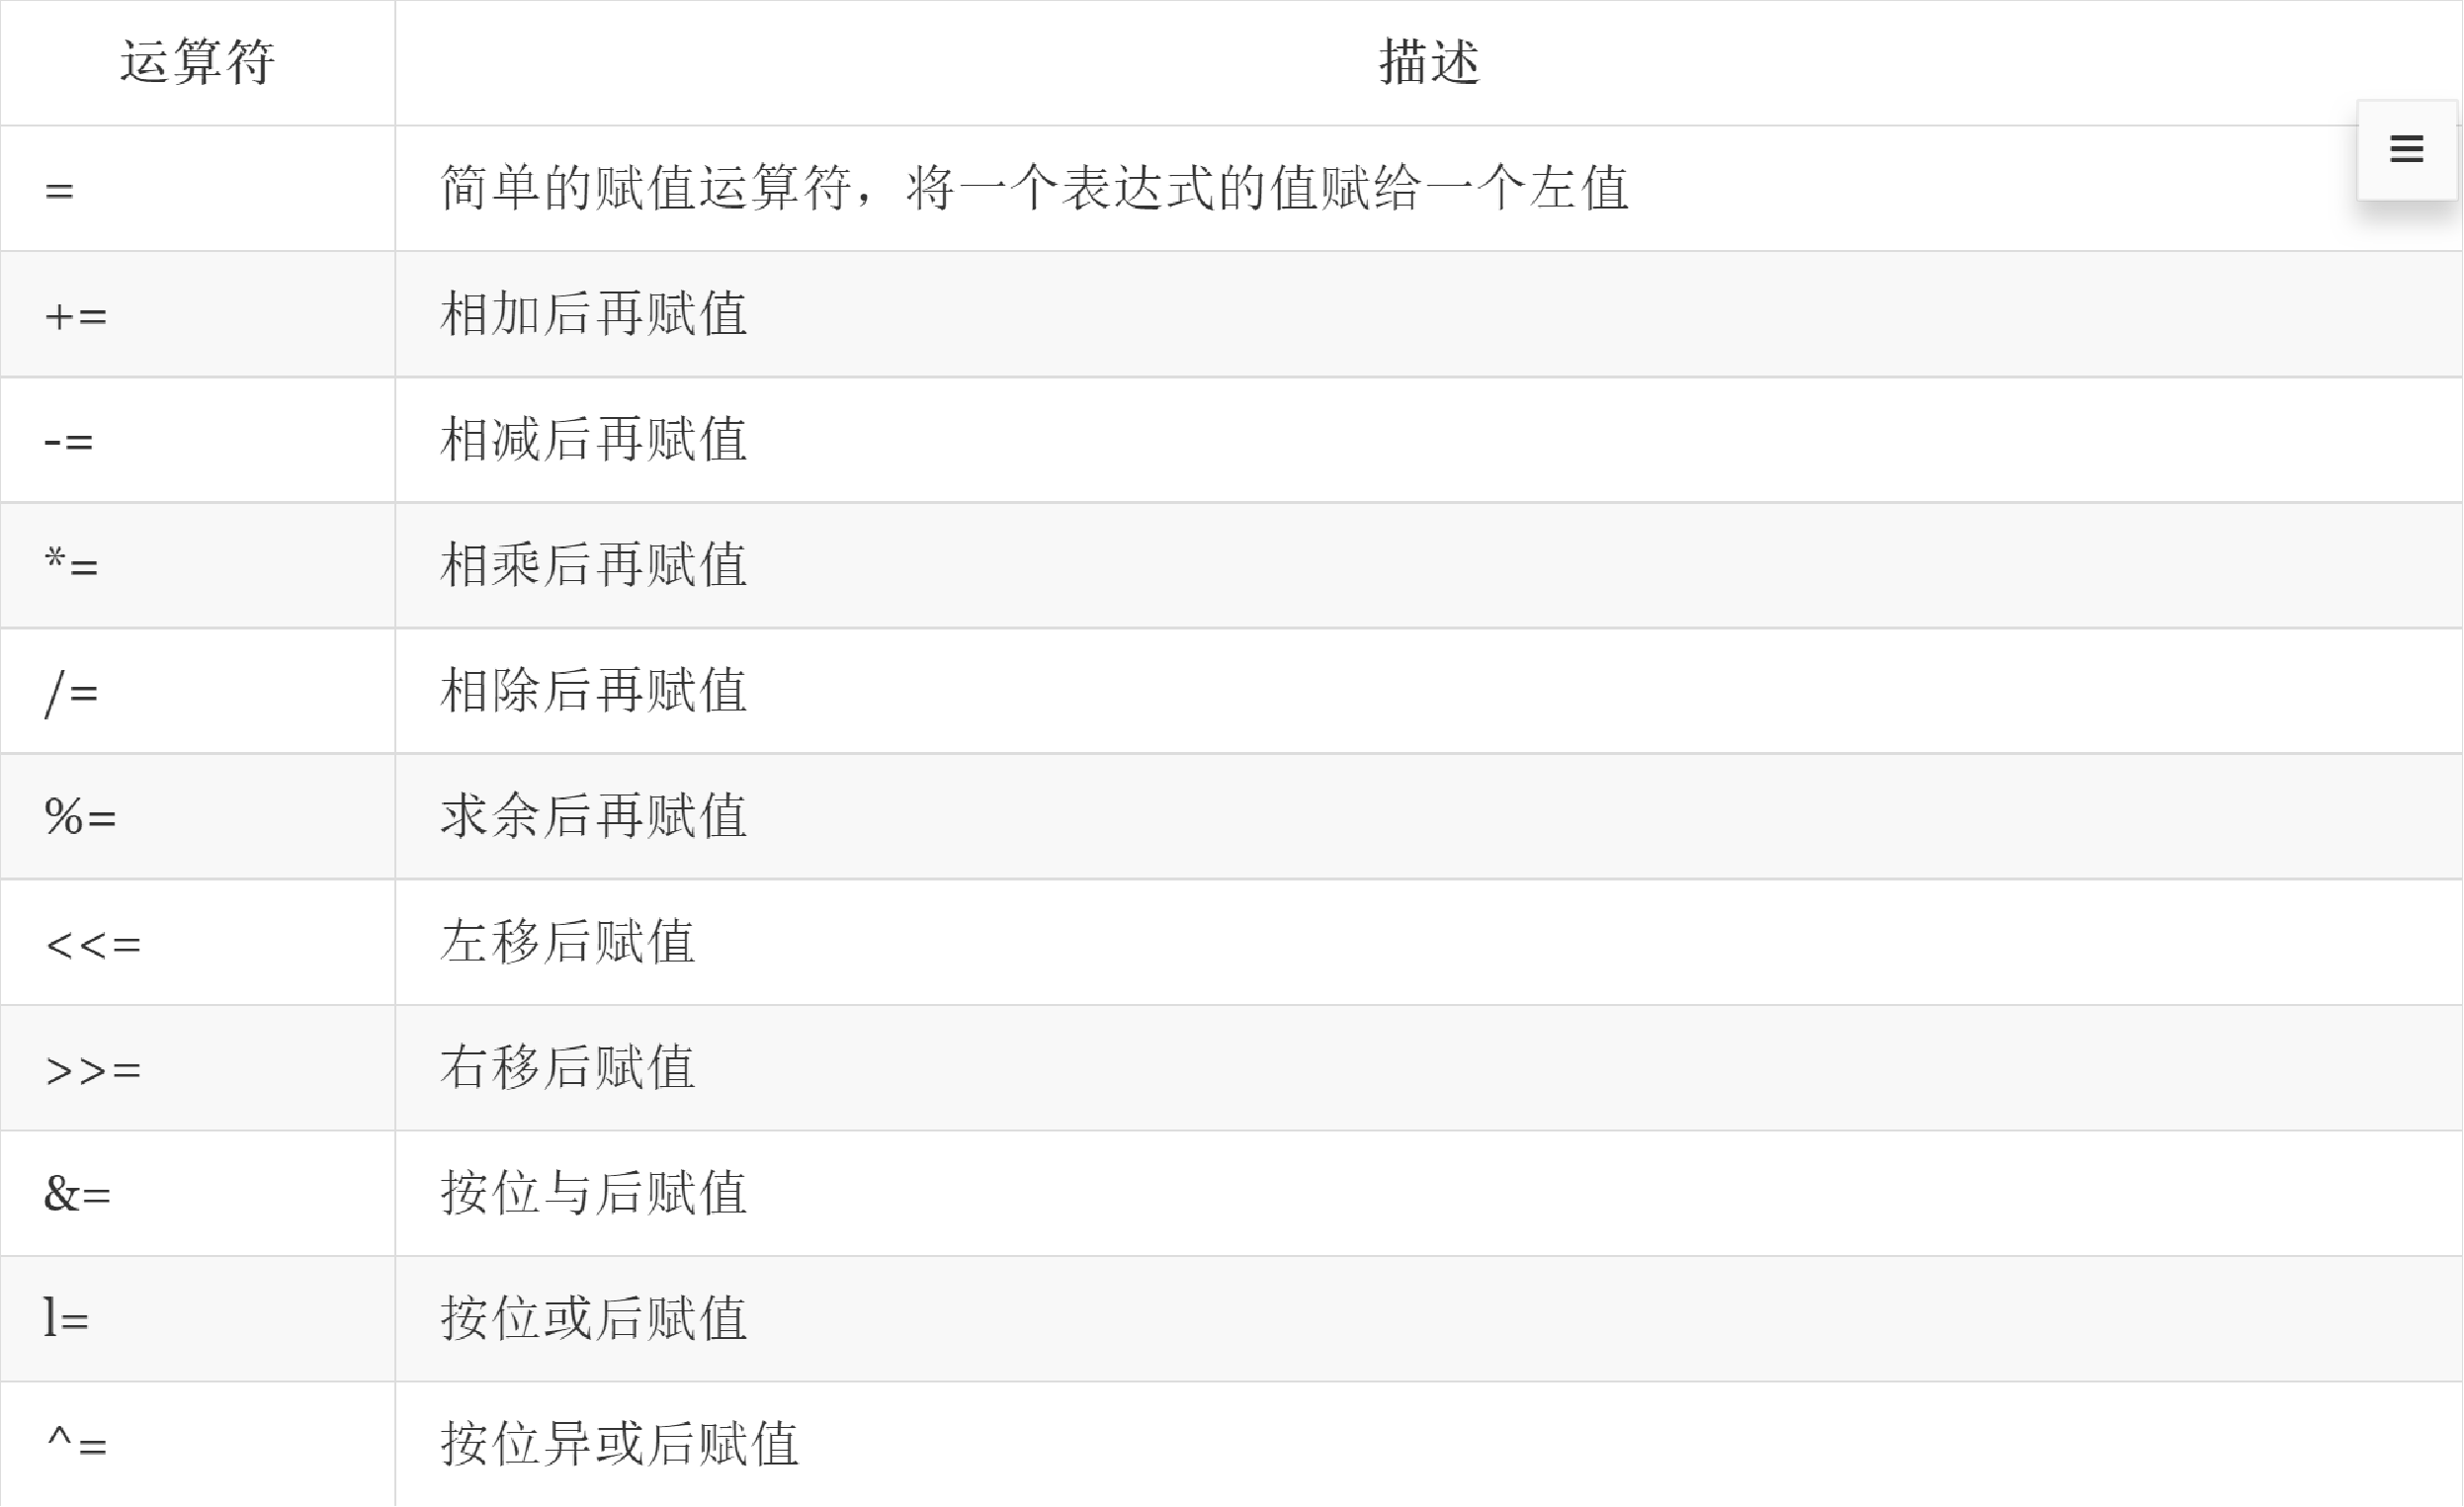 运算符 描述
= 简单的赋值运算符，将一个表达式的值赋给一个左值
+= 相加后再赋值
-= 相减后再赋值
*= 相乘后再赋值
/= 相除后再赋值
%= 求余后再赋值
<<= 左移后赋值
>>= 右移后赋值
&= 按位与后赋值
l= 按位或后赋值
^= 按位异或后赋值